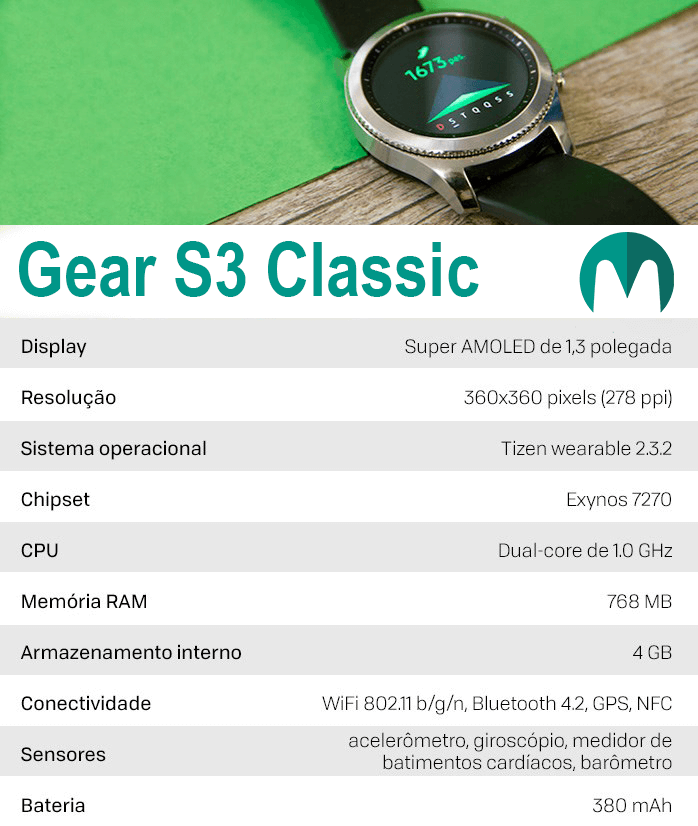 1673 pas.
D S T Q Q S S
Gear S3 Classic
Display Super AMOLED de 1,3 polegada
Resolução 360x360 pixels (278 ppi)
Sistema operacional Tizen wearable 2.3.2
Chipset Exynos 7270
CPU Dual-core de 1.0 GHz
Memória RAM 768 MB
Armazenamento interno 4 GB
Conectividade WiFi 802.11 b/g/n, Bluetooth 4.2, GPS, NFC
Sensores acelerômetro, giroscópio, medidor de
batimentos cardíacos, barômetro
Bateria 380 mAh